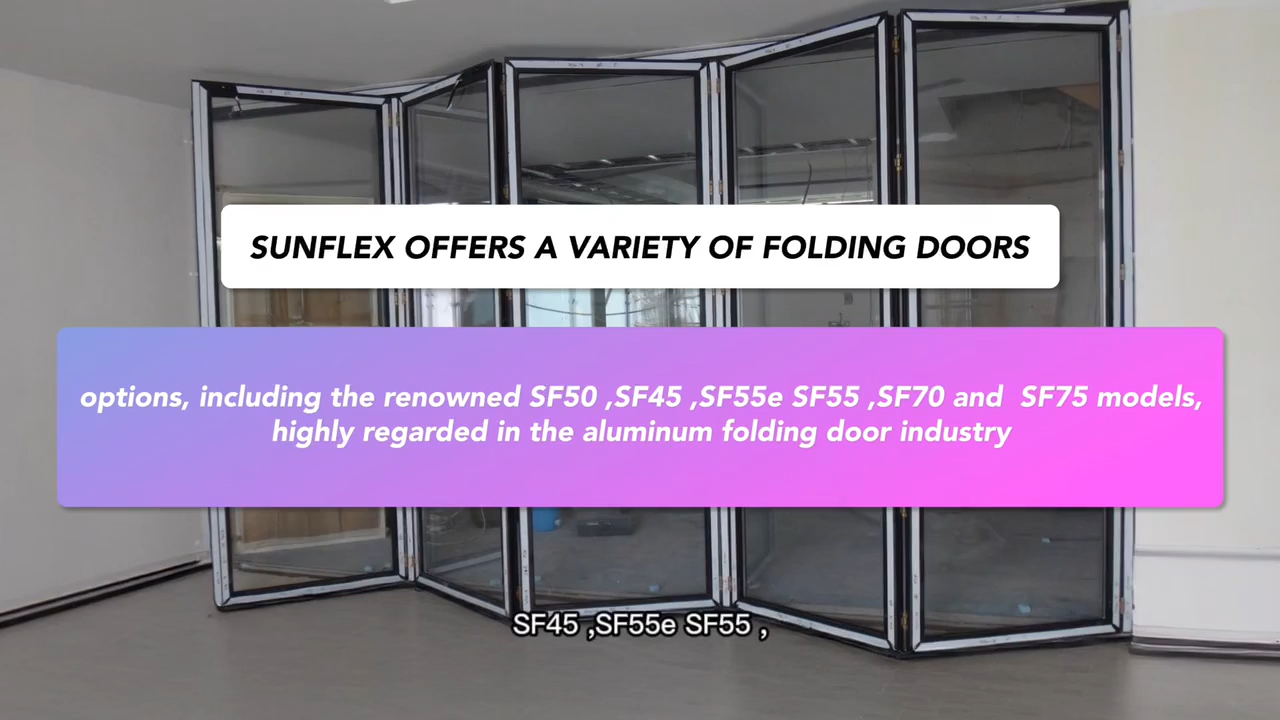 SUNFLEX OFFERS A VARIETY OF FOLDING DOORS
options, including the renowned SF50 ,SF45 ,SF55e SF55 ,SF70 and  SF75 models,
highly regarded in the aluminum folding door industry
SF45 ,SF55e SF55 ,